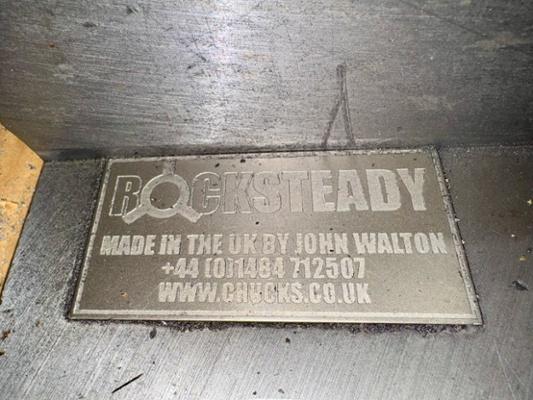 ROCKSTEADY
MADE IN THE UK BY JOHN WALTON
+44 (0)1484 712507
WWW.CHUCKS.CO.UK